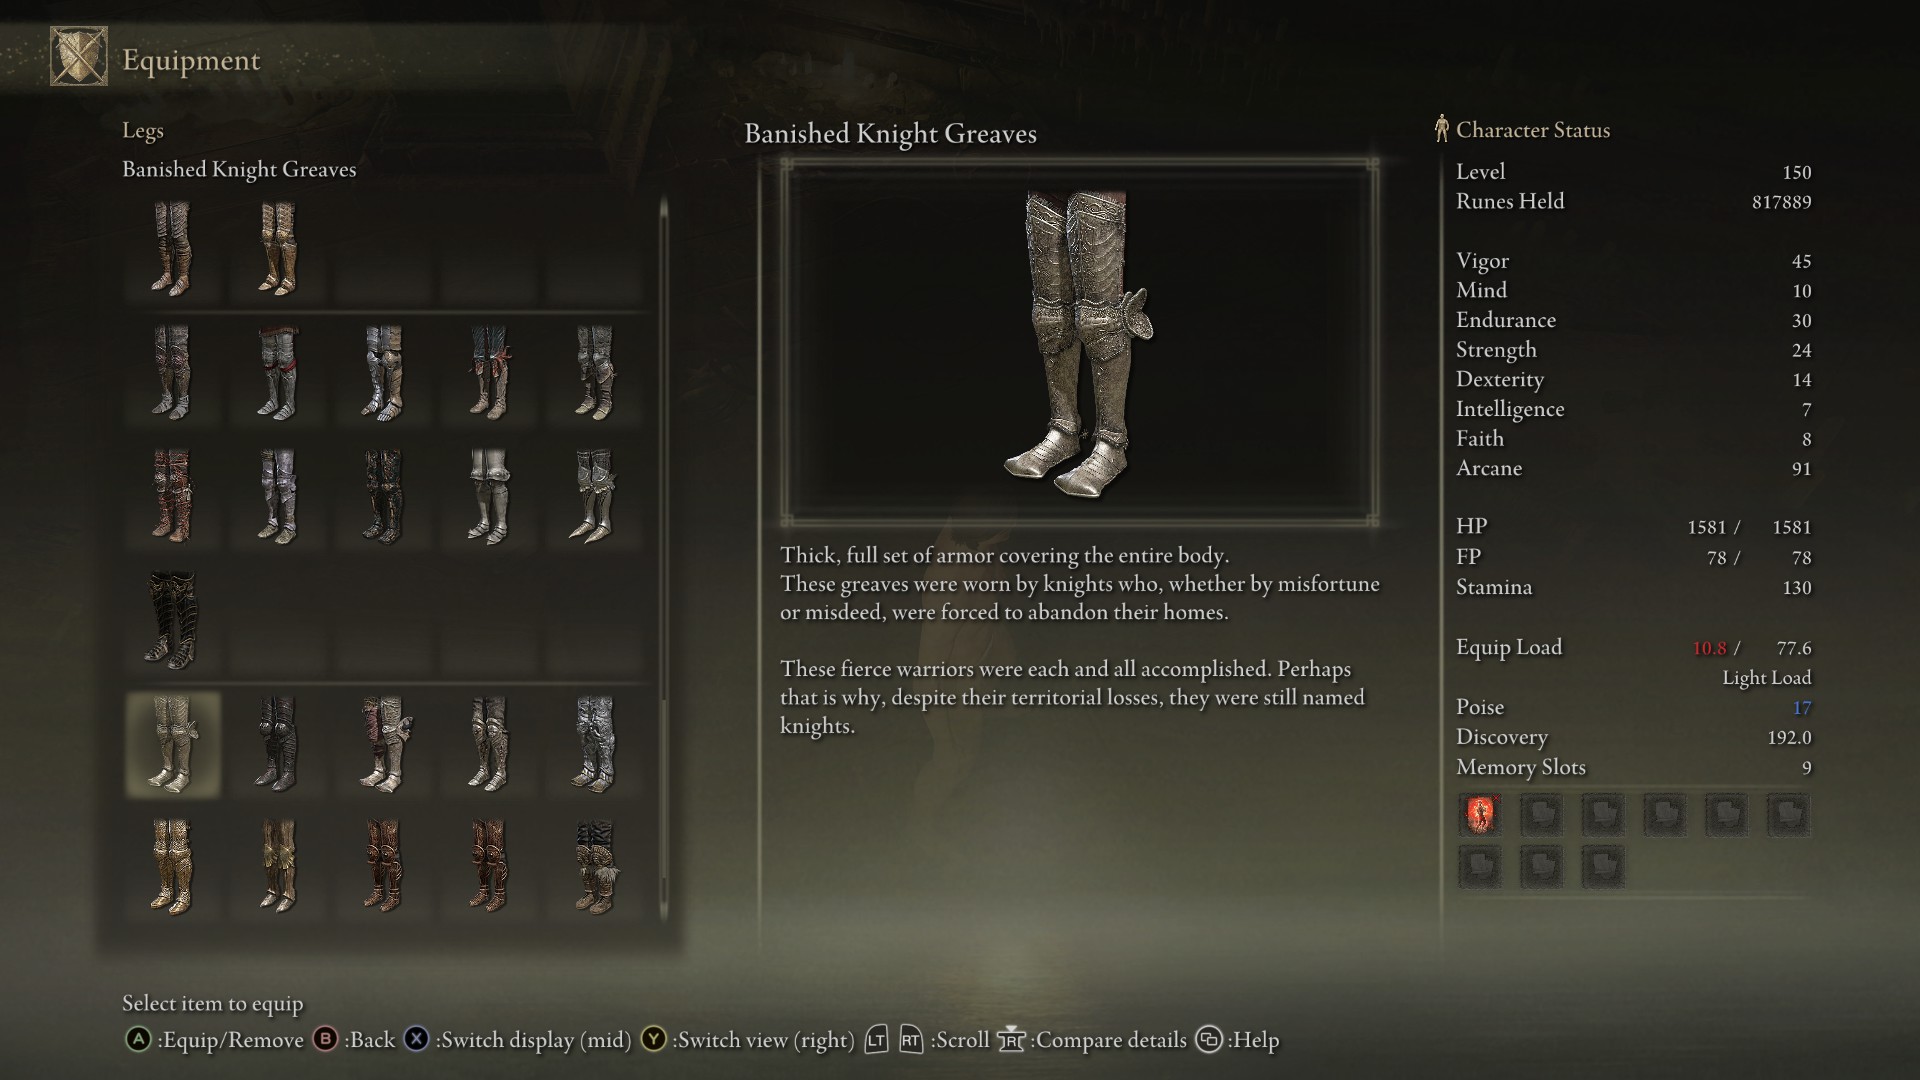 Equipment
Legs
Banished Knight Greaves
Banished Knight Greaves
Thick, full set of armor covering the entire body.
These greaves were worn by knights who, whether by misfortune
or misdeed, were forced to abandon their homes.
These fierce warriors were each and all accomplished. Perhaps
that is why, despite their territorial losses, they were still named
knights.
Character Status
Level 150
Runes Held 817889
Vigor 45
Mind 10
Endurance 30
Strength 24
Dexterity 14
Intelligence 7
Faith 8
Arcane 91
HP 1581 / 1581
FP 78 / 78
Stamina 130
Equip Load 10.8 / 77.6
Light Load
Poise 17
Discovery 192.0
Memory Slots 9
Select item to equip
A :Equip/Remove B :Back X :Switch display (mid) Y :Switch view (right) LT RT :Scroll R :Compare details :Help